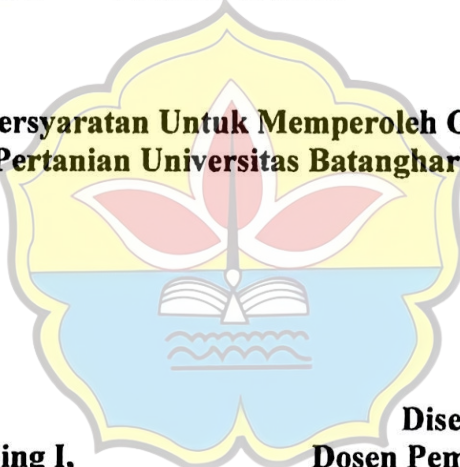 ersyaratan Untuk Memperoleh G
Pertanian Universitas Batanghar
Dise
ing I,
Dosen Pem